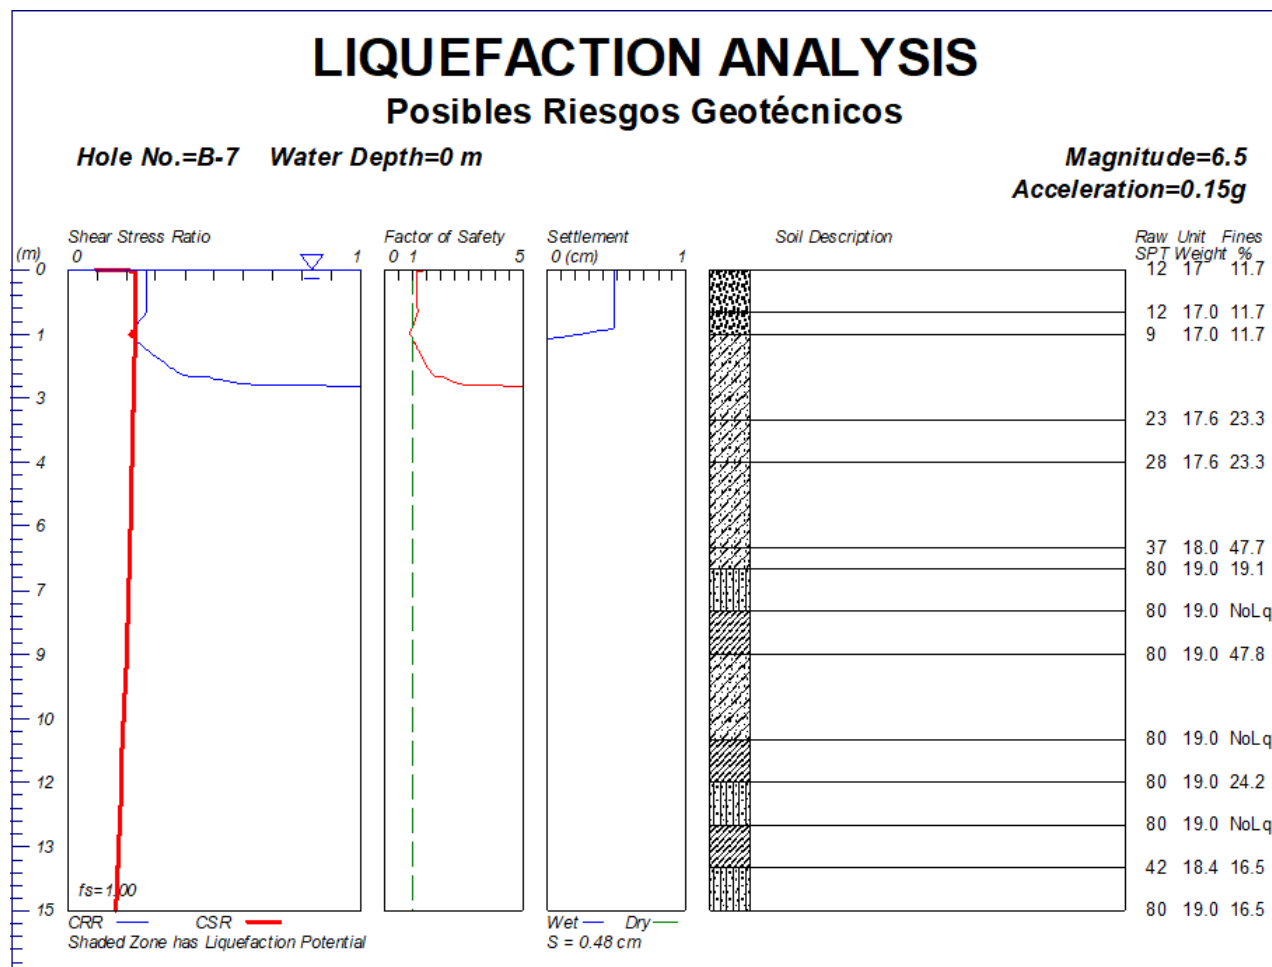 LIQUEFACTION ANALYSIS
Posibles Riesgos Geotécnicos
Hole No.=B-7 Water Depth=0 m
Magnitude=6.5
Acceleration=0.15g
(m)
Shear Stress Ratio
0 1
Factor of Safety
0 1 5
Settlement
0 (cm) 1
Soil Description
Raw Unit Fines
SPT Weight %
0
1
3
4
6
7
9
10
12
13
15
12 17 11.7
12 17.0 11.7
9 17.0 11.7
23 17.6 23.3
28 17.6 23.3
37 18.0 47.7
80 19.0 19.1
80 19.0 NoLq
80 19.0 47.8
80 19.0 NoLq
80 19.0 24.2
80 19.0 NoLq
42 18.4 16.5
80 19.0 16.5
fs=1.00
CRR CSR
Shaded Zone has Liquefaction Potential
Wet Dry
S = 0.48 cm